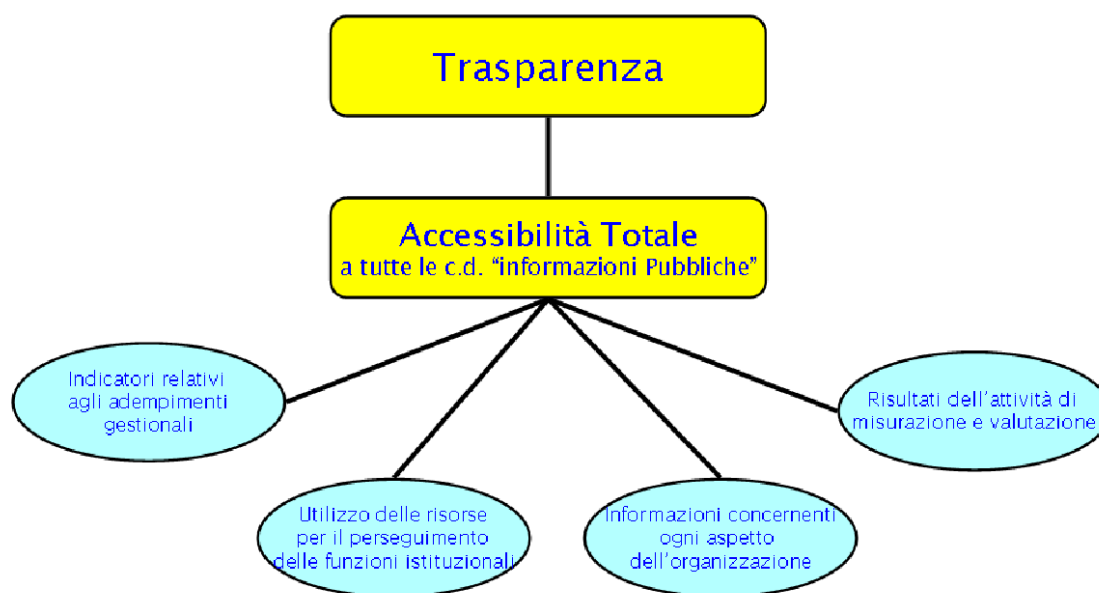 Trasparenza
Accessibilità Totale
a tutte le c.d. “informazioni Pubbliche”
Indicatori relativi
agli adempimenti
gestionali
Utilizzo delle risorse
per il perseguimento
delle funzioni istituzionali
Informazioni concernenti
ogni aspetto
dell’organizzazione
Risultati dell’attività di
misurazione e valutazione